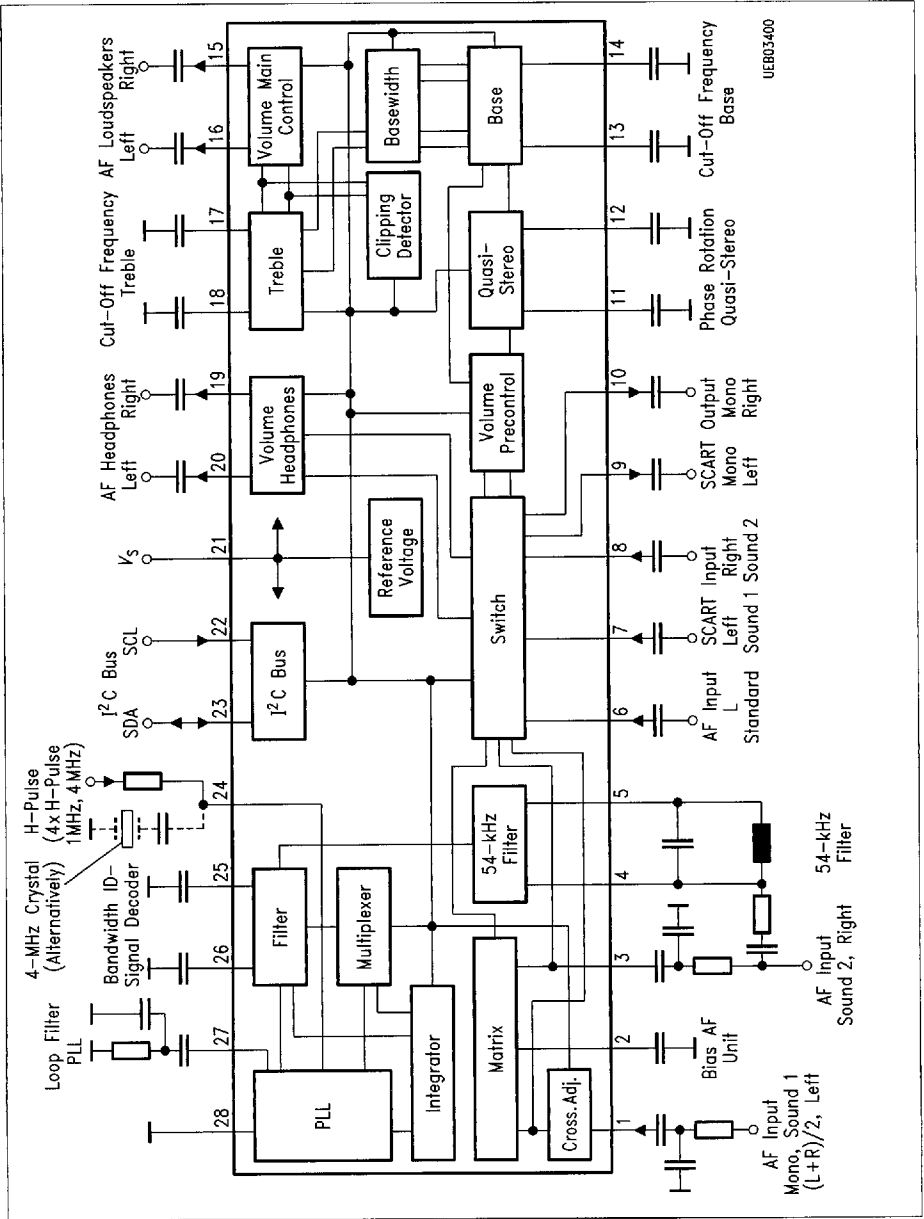 Loop Filter
PLL
4-MHz Crystal
(Alternatively)
Bandwidth ID-
Signal Decoder
H-Pulse
(4x H-Pulse
1MHz, 4MHz)
I²C Bus
SDA
SCL
VS
AF Headphones
Left
Right
Cut-Off Frequency
Treble
AF Loudspeakers
Left
Right
28
27
26
25
24
23
22
21
20
19
18
17
16
15
PLL
Filter
Multiplexer
Integrator
I²C Bus
Reference
Voltage
Volume
Headphones
Treble
Clipping
Detector
Volume Main
Control
Basewidth
Matrix
Cross. Adj.
54-kHz
Filter
Switch
Volume
Precontrol
Quasi-
Stereo
Base
1
2
3
4
5
6
7
8
9
10
11
12
13
14
AF Input
Mono, Sound 1
(L+R)/2, Left
Bias AF
Unit
AF Input
Sound 2, Right
54-kHz
Filter
AF Input
L
Standard
SCART Input
Left Right
Sound 1 Sound 2
SCART Output
Mono Mono
Left Right
Phase Rotation
Quasi-Stereo
Cut-Off Frequency
Base
UEB03400